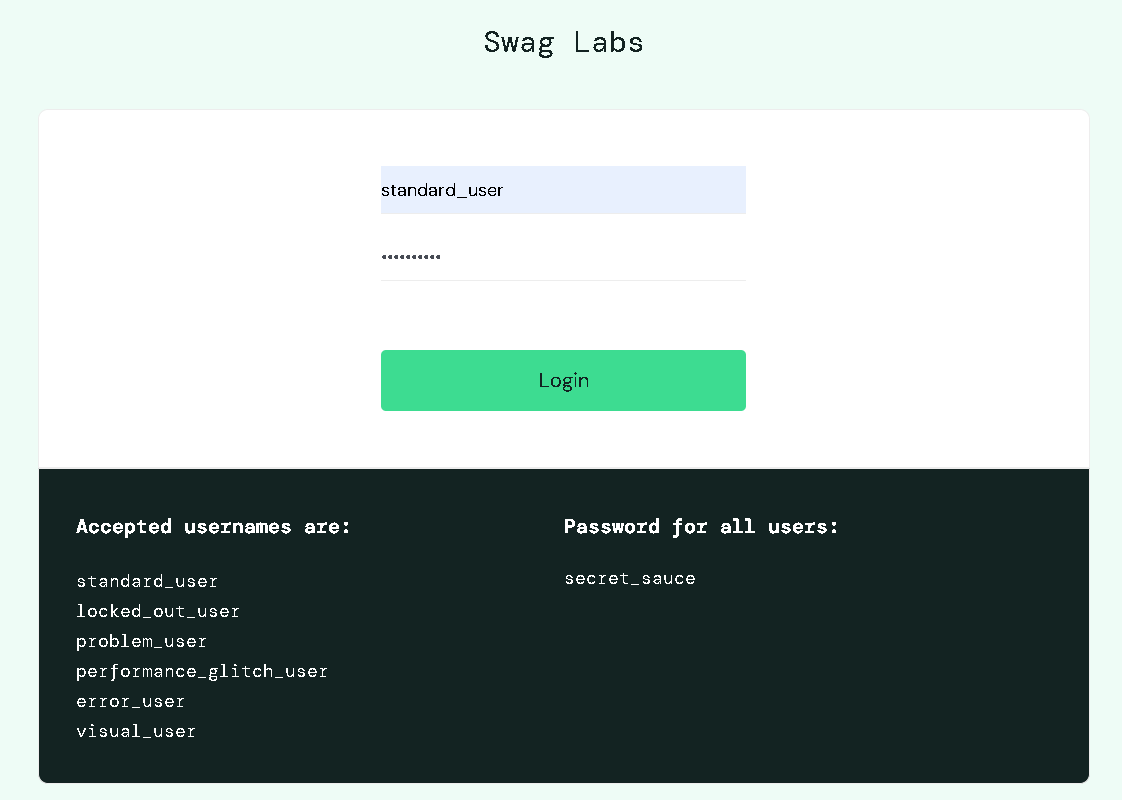 Swag Labs
standard_user
••••••••••
Login
Accepted usernames are:
standard_user
locked_out_user
problem_user
performance_glitch_user
error_user
visual_user
Password for all users:
secret_sauce